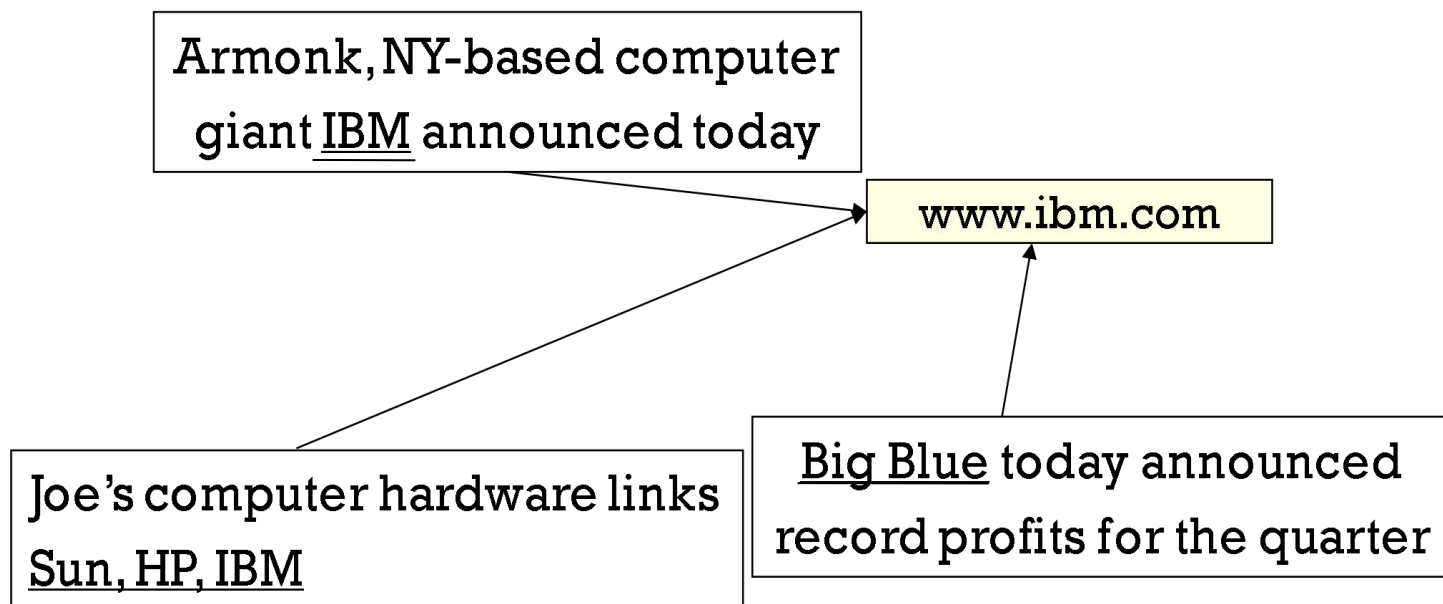 Armonk, NY-based computer
giant IBM announced today
www.ibm.com
Joe’s computer hardware links
Sun, HP, IBM
Big Blue today announced
record profits for the quarter